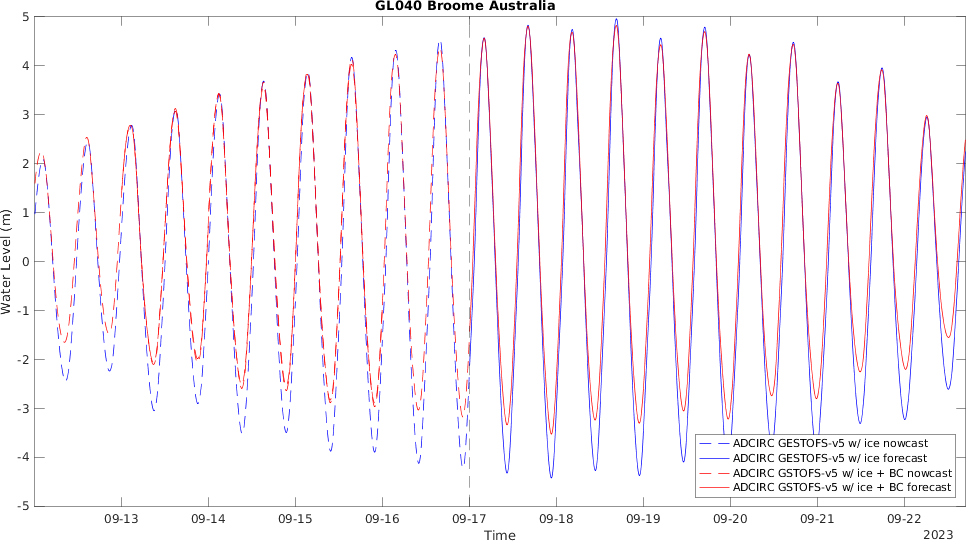 GL040 Broome Australia
5
4
3
2
1
0
-1
-2
-3
-4
-5
Water Level (m)
ADCIRC GESTOFS-v5 w/ ice nowcast
ADCIRC GESTOFS-v5 w/ ice forecast
ADCIRC GSTOFS-v5 w/ ice + BC nowcast
ADCIRC GSTOFS-v5 w/ ice + BC forecast
09-13 09-14 09-15 09-16 09-17 09-18 09-19 09-20 09-21 09-22
Time
2023